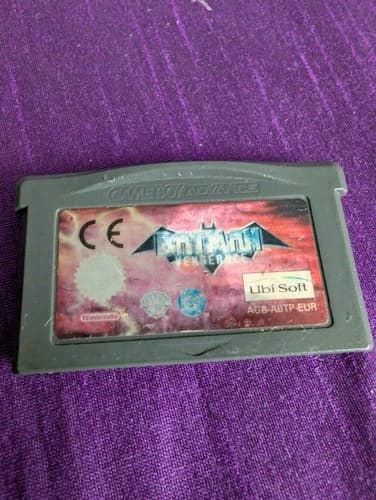 GAME BOY ADVANCE
CE
BATMAN
VENGEANCE
Ubi Soft
Nintendo
AGB-ABTP-EUR